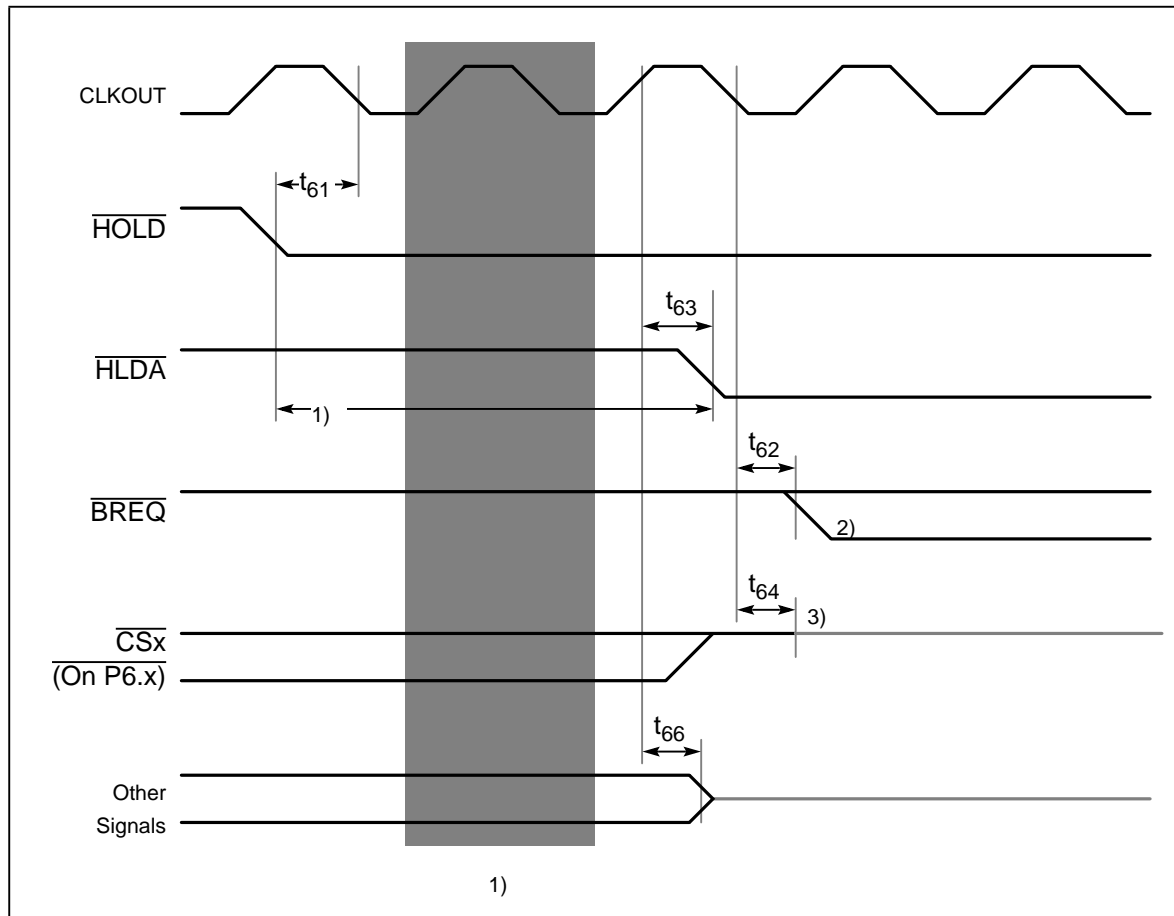 CLKOUT
t61
HOLD
t63
HLDA
1)
t62
BREQ
2)
t64
3)
CSx
(On P6.x)
t66
Other
Signals
1)